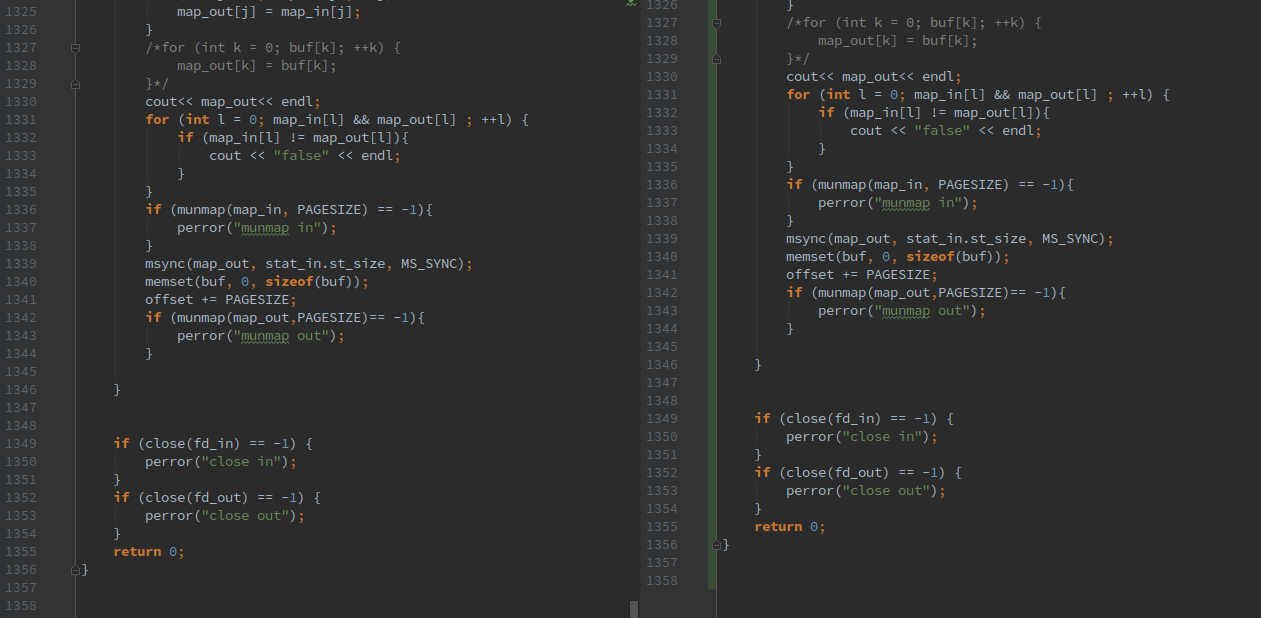 1325 map_out[j] = map_in[j];
1326 }
1327 /*for (int k = 0; buf[k]; ++k) {
1328 map_out[k] = buf[k];
1329 }*/
1330 cout<< map_out<< endl;
1331 for (int l = 0; map_in[l] && map_out[l] ; ++l) {
1332 if (map_in[l] != map_out[l]){
1333 cout << "false" << endl;
1334 }
1335 }
1336 if (munmap(map_in, PAGESIZE) == -1){
1337 perror("munmap in");
1338 }
1339 msync(map_out, stat_in.st_size, MS_SYNC);
1340 memset(buf, 0, sizeof(buf));
1341 offset += PAGESIZE;
1342 if (munmap(map_out,PAGESIZE)== -1){
1343 perror("munmap out");
1344 }
1345
1346 }
1347
1348
1349 if (close(fd_in) == -1) {
1350 perror("close in");
1351 }
1352 if (close(fd_out) == -1) {
1353 perror("close out");
1354 }
1355 return 0;
1356 }
1357
1358
1326 }
1327 /*for (int k = 0; buf[k]; ++k) {
1328 map_out[k] = buf[k];
1329 }*/
1330 cout<< map_out<< endl;
1331 for (int l = 0; map_in[l] && map_out[l] ; ++l) {
1332 if (map_in[l] != map_out[l]){
1333 cout << "false" << endl;
1334 }
1335 }
1336 if (munmap(map_in, PAGESIZE) == -1){
1337 perror("munmap in");
1338 }
1339 msync(map_out, stat_in.st_size, MS_SYNC);
1340 memset(buf, 0, sizeof(buf));
1341 offset += PAGESIZE;
1342 if (munmap(map_out,PAGESIZE)== -1){
1343 perror("munmap out");
1344 }
1345
1346 }
1347
1348
1349 if (close(fd_in) == -1) {
1350 perror("close in");
1351 }
1352 if (close(fd_out) == -1) {
1353 perror("close out");
1354 }
1355 return 0;
1356 }
1357
1358